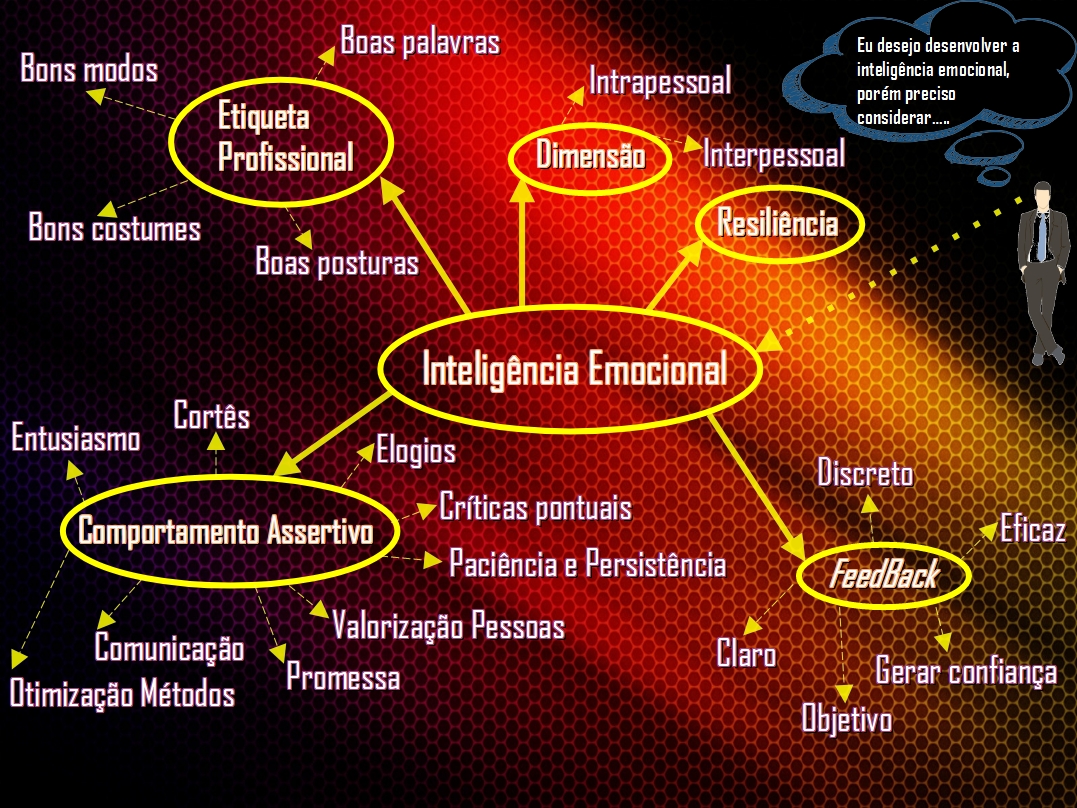 Eu desejo desenvolver a
inteligência emocional,
porém preciso
considerar.....
Boas palavras
Bons modos
Etiqueta
Profissional
Bons costumes
Boas posturas
Intrapessoal
Dimensão
Interpessoal
Resiliência
Inteligência Emocional
Cortês
Entusiasmo
Elogios
Críticas pontuais
Comportamento Assertivo
Paciência e Persistência
Valorização Pessoas
Comunicação
Promessa
Otimização Métodos
Discreto
Eficaz
FeedBack
Claro
Gerar confiança
Objetivo